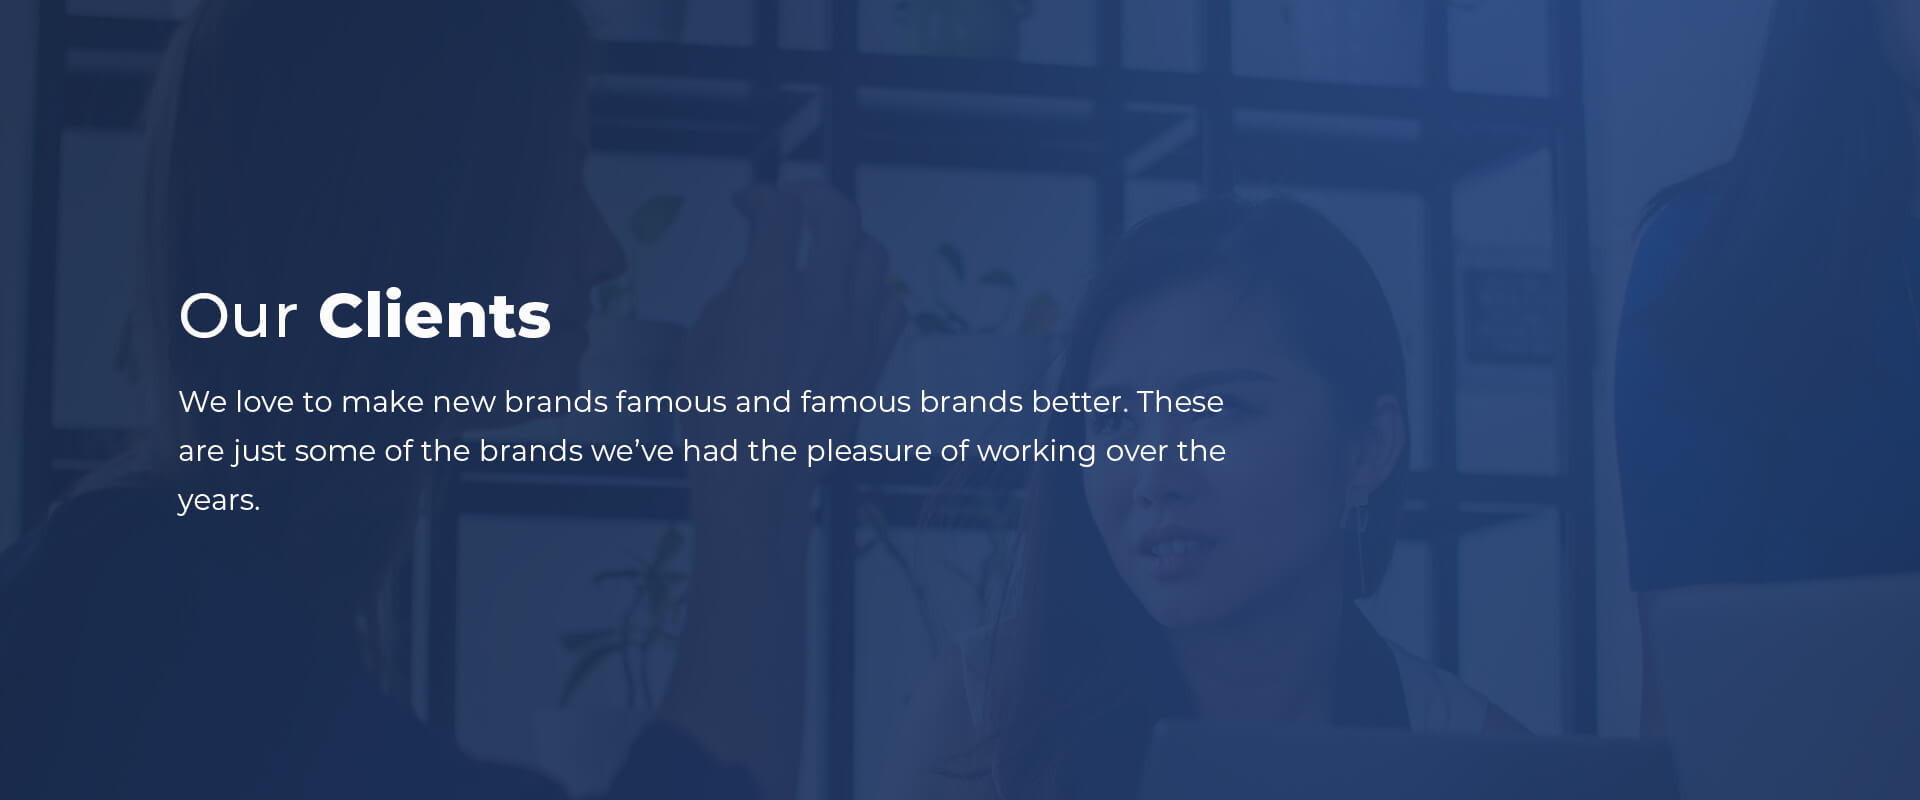 Our Clients
We love to make new brands famous and famous brands better. These
are just some of the brands we’ve had the pleasure of working over the
years.